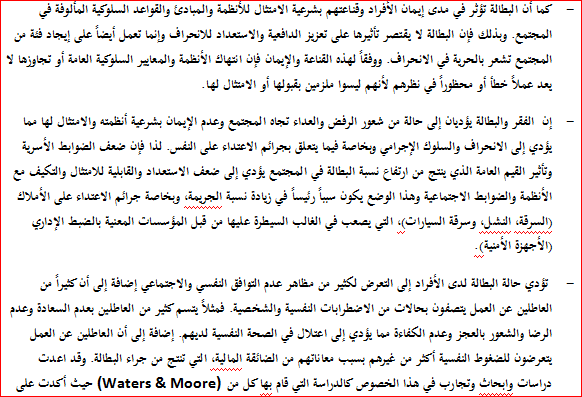 – كما أن البطالة تؤثر في مدى إيمان الأفراد وقناعتهم بشرعية الامتثال للأنظمة والمبادئ والقواعد السلوكية المألوفة في
المجتمع. وبذلك فإن البطالة لا يقتصر تأثيرها على تعزيز الدافعية والاستعداد للانحراف وإنما تعمل أيضاً على إيجاد فئة من
المجتمع تشعر بالحرية في الانحراف. ووفقاً لهذه القناعة والإيمان فإن انتهاك الأنظمة والمعايير السلوكية العامة أو تجاوزها لا
يعد عملاً خطأ أو محظوراً في نظرهم لأنهم ليسوا ملزمين بقبولها أو الامتثال لها.
– إن الفقر والبطالة يؤديان إلى حالة من شعور الرفض والعداء تجاه المجتمع وعدم الإيمان بشرعية أنظمته والامتثال لها مما
يؤدي إلى الانحراف والسلوك الإجرامي وبخاصة فيما يتعلق بجرائم الاعتداء على النفس. لذا فإن ضعف الضوابط الأسرية
وتأثير القيم العامة الذي ينتج من ارتفاع نسبة البطالة في المجتمع يؤدي إلى ضعف الاستعداد والقابلية للامتثال والتكيف مع
الأنظمة والضوابط الاجتماعية وهذا الوضع يكون سبباً رئيساً في زيادة نسبة الجريمة، وبخاصة جرائم الاعتداء على الأملاك
(السرقة، النشل، وسرقة السيارات)، التي يصعب في الغالب السيطرة عليها من قبل المؤسسات المعنية بالضبط الإداري
(الأجهزة الأمنية).
– تؤدي حالة البطالة لدى الأفراد إلى التعرض لكثير من مظاهر عدم التوافق النفسي والاجتماعي إضافة إلى أن كثيراً من
العاطلين عن العمل يتصفون بحالات من الاضطرابات النفسية والشخصية. فمثلاً يتسم كثير من العاطلين بعدم السعادة وعدم
الرضا والشعور بالعجز وعدم الكفاءة مما يؤدي إلى اعتلال في الصحة النفسية لديهم. إضافة إلى أن العاطلين عن العمل
يتعرضون للضغوط النفسية أكثر من غيرهم بسبب معاناتهم من الضائقة المالية، التي تنتج من جراء البطالة. وقد اعدت
دراسات وابحاث وتجارب في هذا الخصوص كالدراسة التي قام بها كل من (Waters & Moore) حيث أكدت على